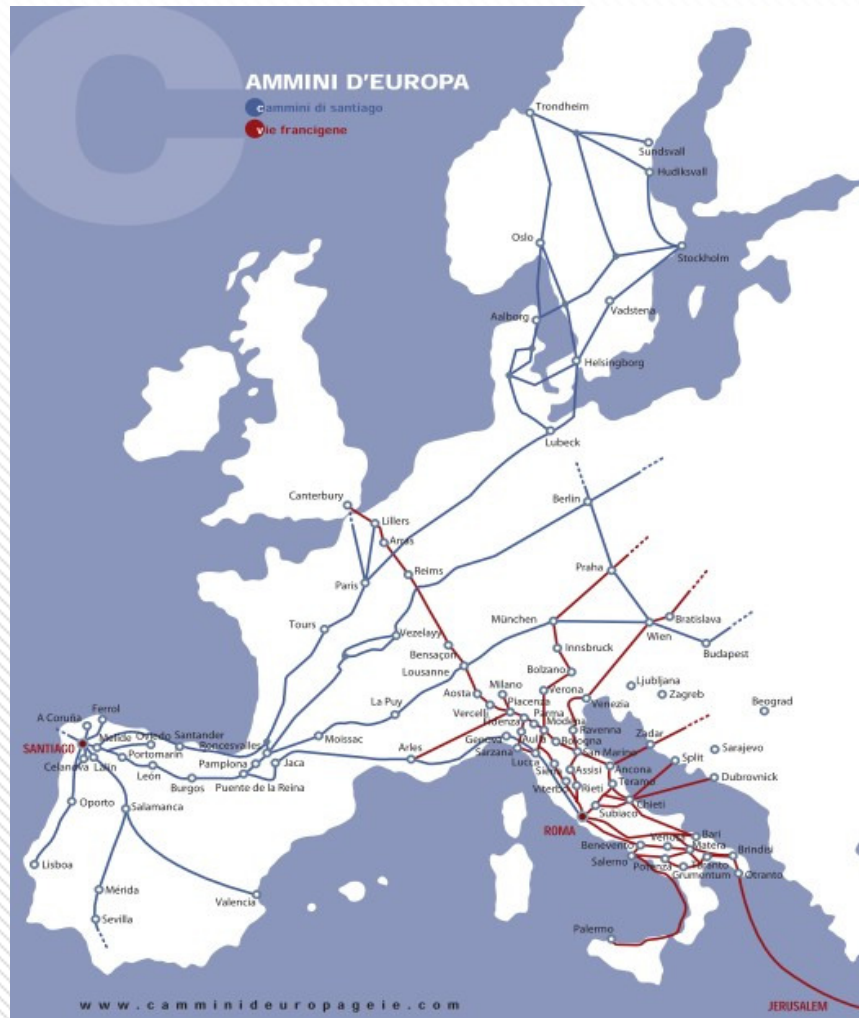 C
AMMINI D'EUROPA
cammini di santiago
vie francigene
Trondheim
Sundsvall
Hudiksvall
Oslo
Stockholm
Aalborg
Vadstena
Helsingborg
Lubeck
Canterbury
Berlin
Lillers
Arras
Reims
Praha
Paris
Tours
Vezelayy
München
Bratislava
Wien
Bensaçon
Innsbruck
Budapest
Lousanne
Bolzano
Ljubljana
Milano
Aosta
Piacenza
Verona
Zagreb
La Puy
Vercelli
Parma
Venezia
Beograd
Ferrol
A Coruña
Modena
Ravenna
Zadar
Santander
Oviedo
Melide
Roncesvalles
Moissac
Geneva
Aulla
Bologna
San Marino
Sarajevo
SANTIAGO
Portomarin
Pamplona
Jaca
Arles
Sarzana
Split
Celanova
Lalin
Lucca
Assisi
Ancona
León
Burgos
Puente de la Reina
Siena
Teramo
Dubrovnick
Viterbo
Rieti
Oporto
Salamanca
Chieti
Subiaco
ROMA
Bari
Venosa
Matera
Benevento
Brindisi
Lisboa
Salerno
Potenza
Taranto
Grumentum
Otranto
Mérida
Valencia
Sevilla
Palermo
www.camminideuropageie.com
JERUSALEM